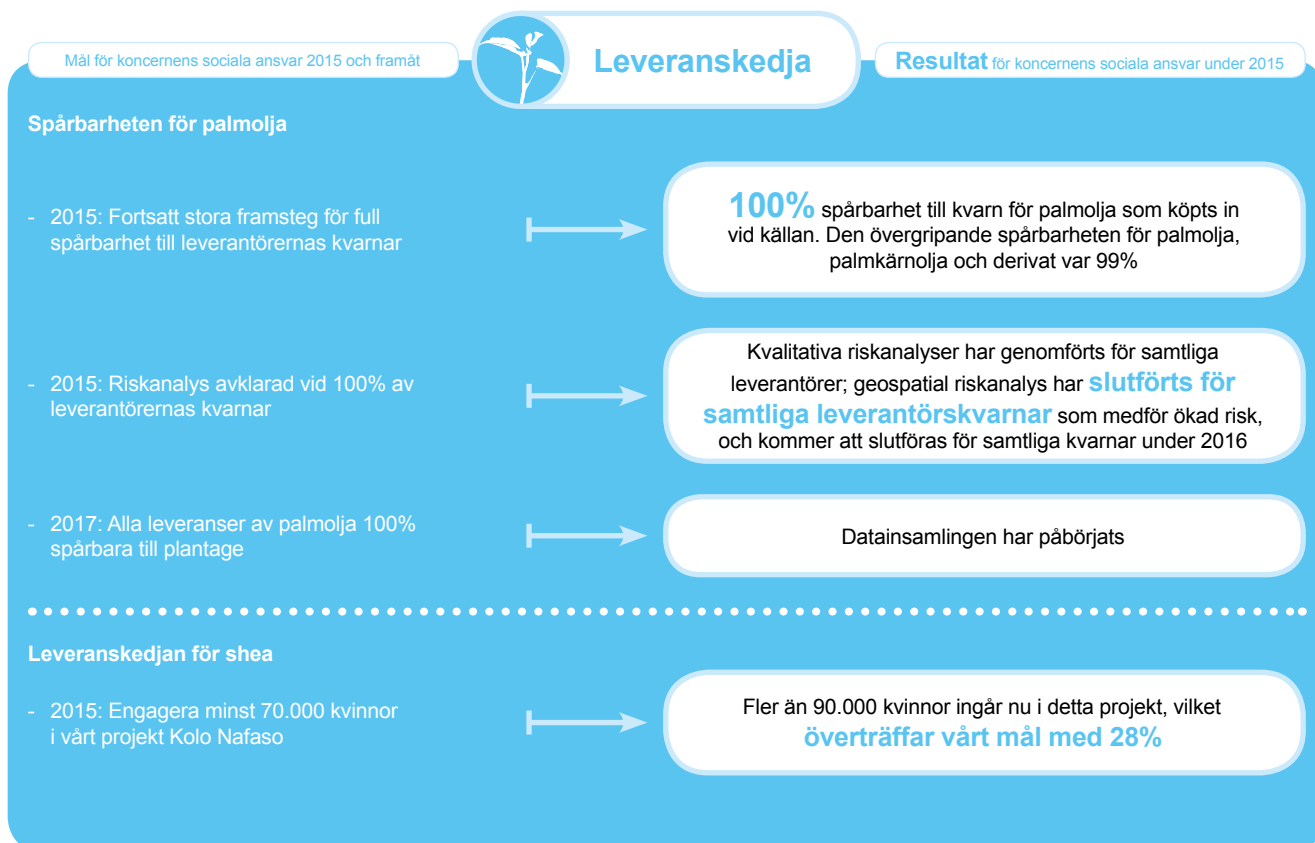 Mål för koncernens sociala ansvar 2015 och framåt
Leveranskedja
Resultat för koncernens sociala ansvar under 2015
Spårbarheten för palmolja
- 2015: Fortsatt stora framsteg för full
spårbarhet till leverantörernas kvarnar
100% spårbarhet till kvarn för palmolja som köpts in
vid källan. Den övergripande spårbarheten för palmolja,
palmkärnolja och derivat var 99%
- 2015: Riskanalys avklarad vid 100% av
leverantörernas kvarnar
Kvalitativa riskanalyser har genomförts för samtliga
leverantörer; geospatial riskanalys har slutförts för
samtliga leverantörskvarnar som medför ökad risk,
och kommer att slutföras för samtliga kvarnar under 2016
- 2017: Alla leveranser av palmolja 100%
spårbara till plantage
Datainsamlingen har påbörjats
Leveranskedjan för shea
- 2015: Engagera minst 70.000 kvinnor
i vårt projekt Kolo Nafaso
Fler än 90.000 kvinnor ingår nu i detta projekt, vilket
överträffar vårt mål med 28%